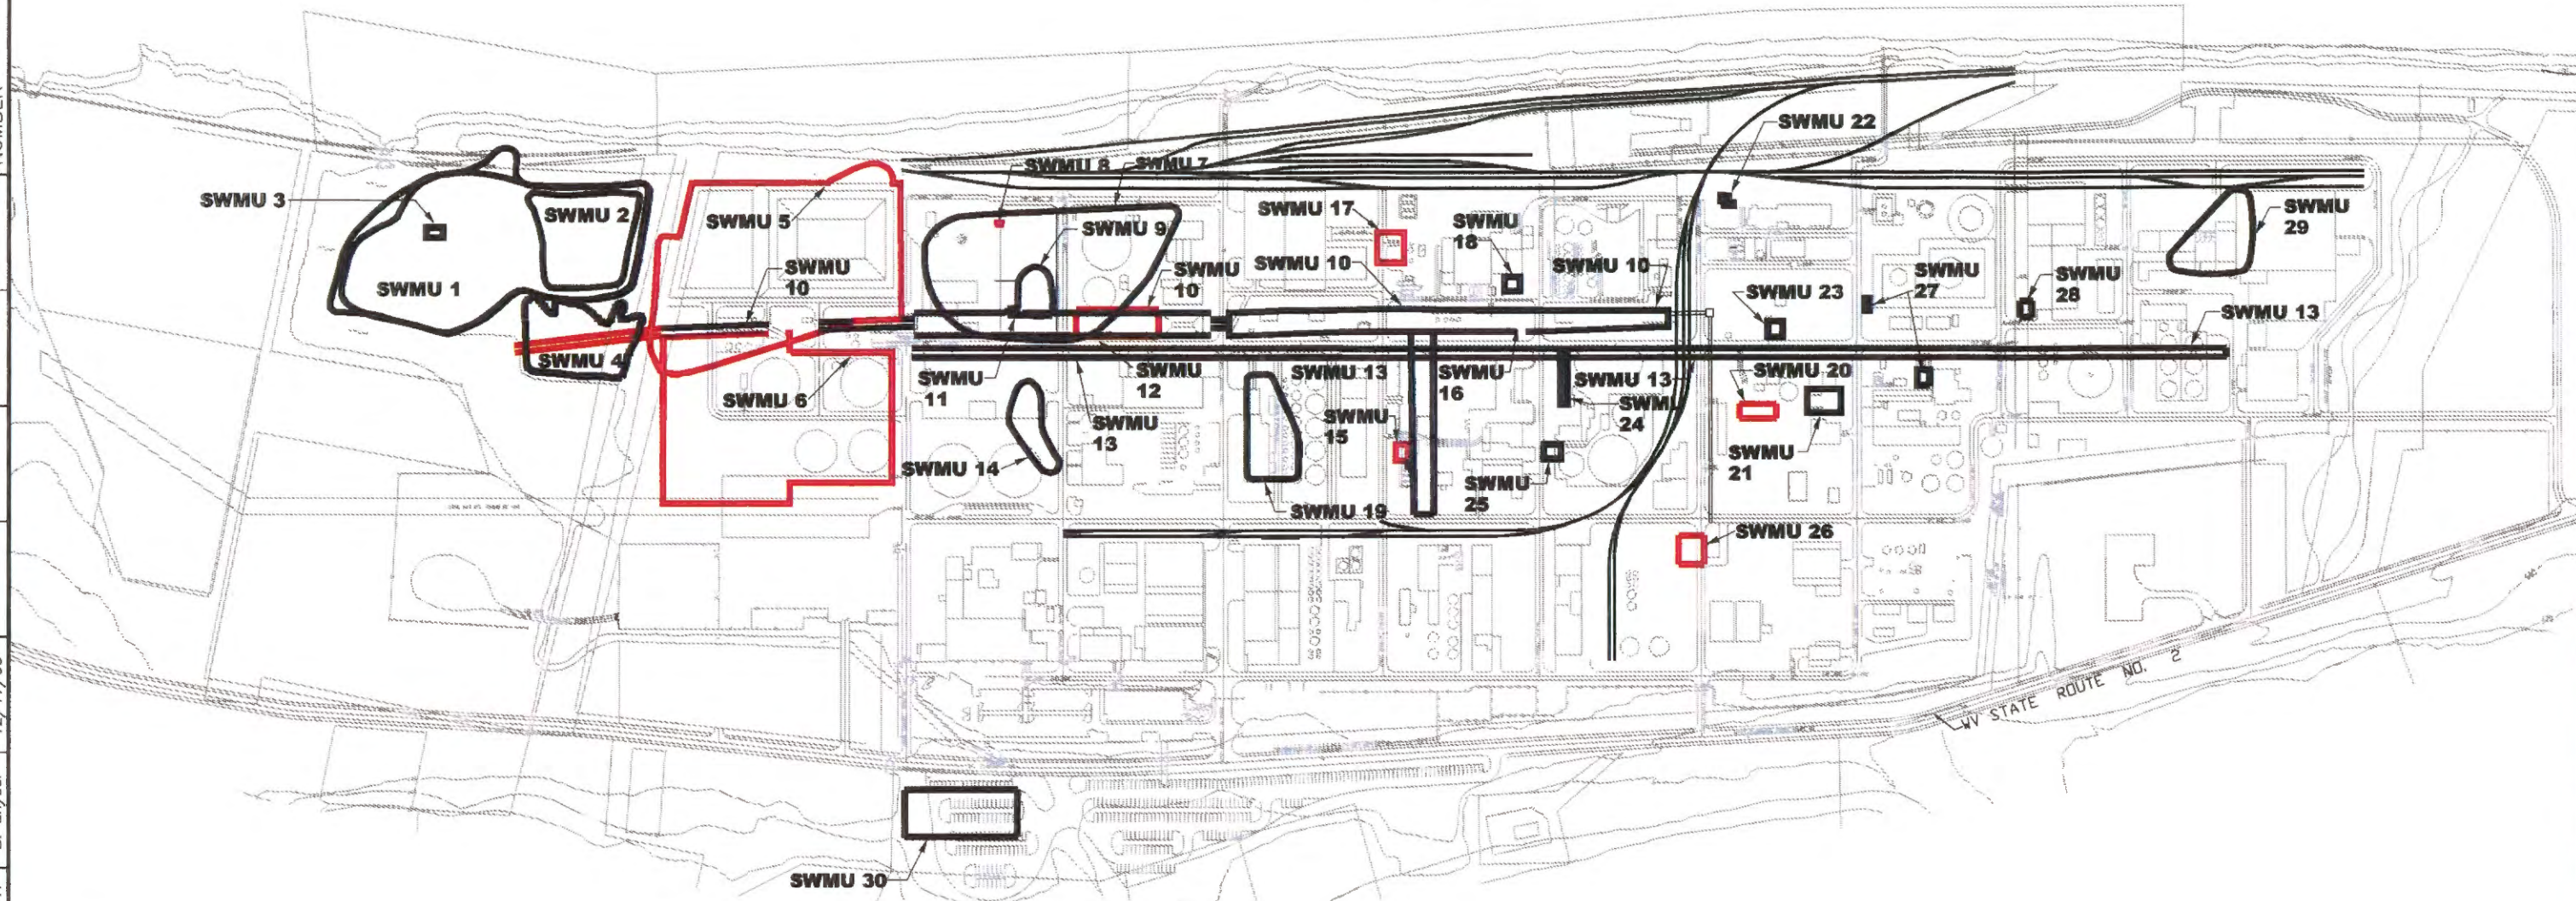 SWMU 22
SWMU 8
SWMU 7
SWMU 3
SWMU 2
SWMU 5
SWMU 17
SWMU
18
SWMU
29
SWMU 9
SWMU 10
SWMU
10
SWMU
10
SWMU 10
SWMU 1
SWMU 23
SWMU
27
SWMU
28
SWMU 13
SWMU 4
SWMU 6
SWMU
11
SWMU
12
SWMU 13
SWMU
16
SWMU 13
SWMU 20
SWMU
24
SWMU
13
SWMU
15
SWMU 14
SWMU
25
SWMU
21
SWMU 19
SWMU 26
WV STATE ROUTE NO. 2
SWMU 30